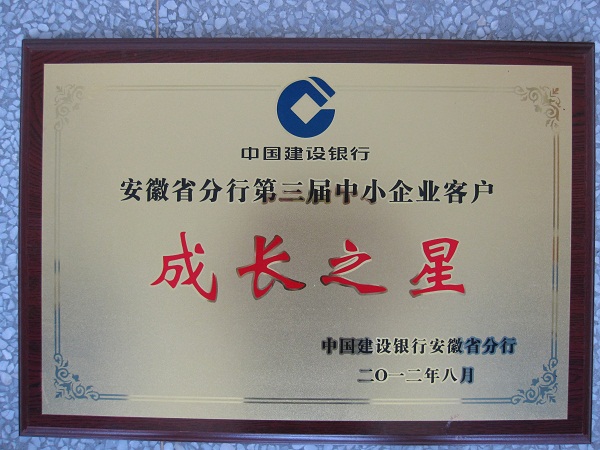 中国建设银行
安徽省分行第三届中小企业客户
成长之星
中国建设银行安徽省分行
二〇一二年八月